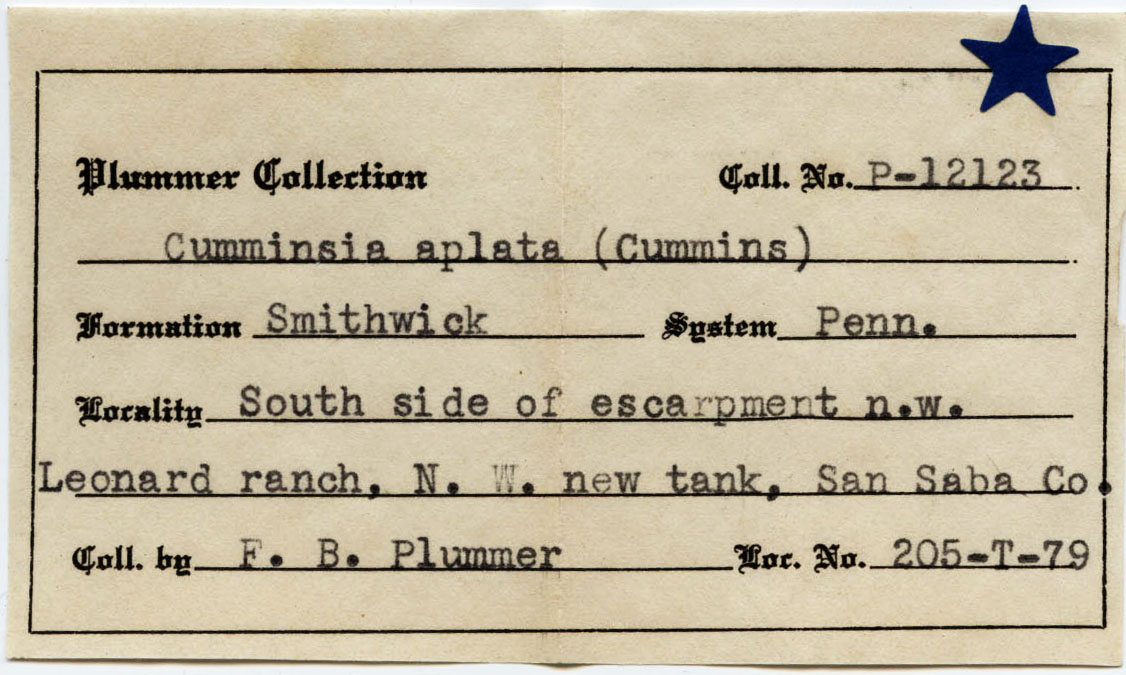 Plummer Collection Coll. No. P-12123.
Cumminsia aplata (Cummins).
Formation Smithwick System Penn.
Locality South side of escarpment n.w.
Leonard ranch, N. W. new tank, San Saba Co.
Coll. by F. B. Plummer Loc. No. 205-T-79